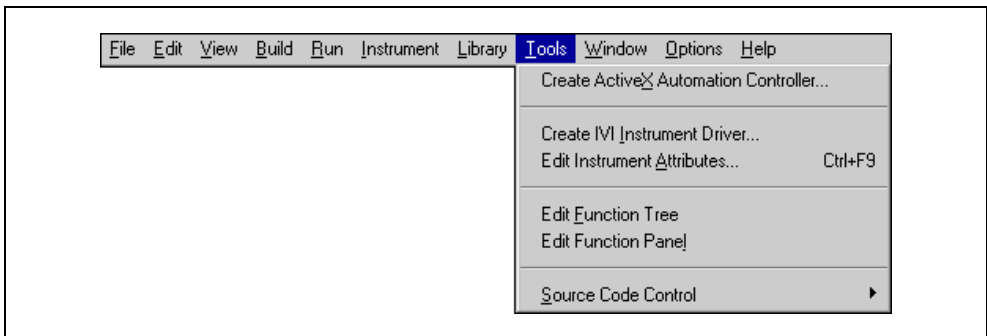 File Edit View Build Run Instrument Library Tools Window Options Help
Create ActiveX Automation Controller...
Create IVI Instrument Driver...
Edit Instrument Attributes... Ctrl+F9
Edit Function Tree
Edit Function Panel
Source Code Control